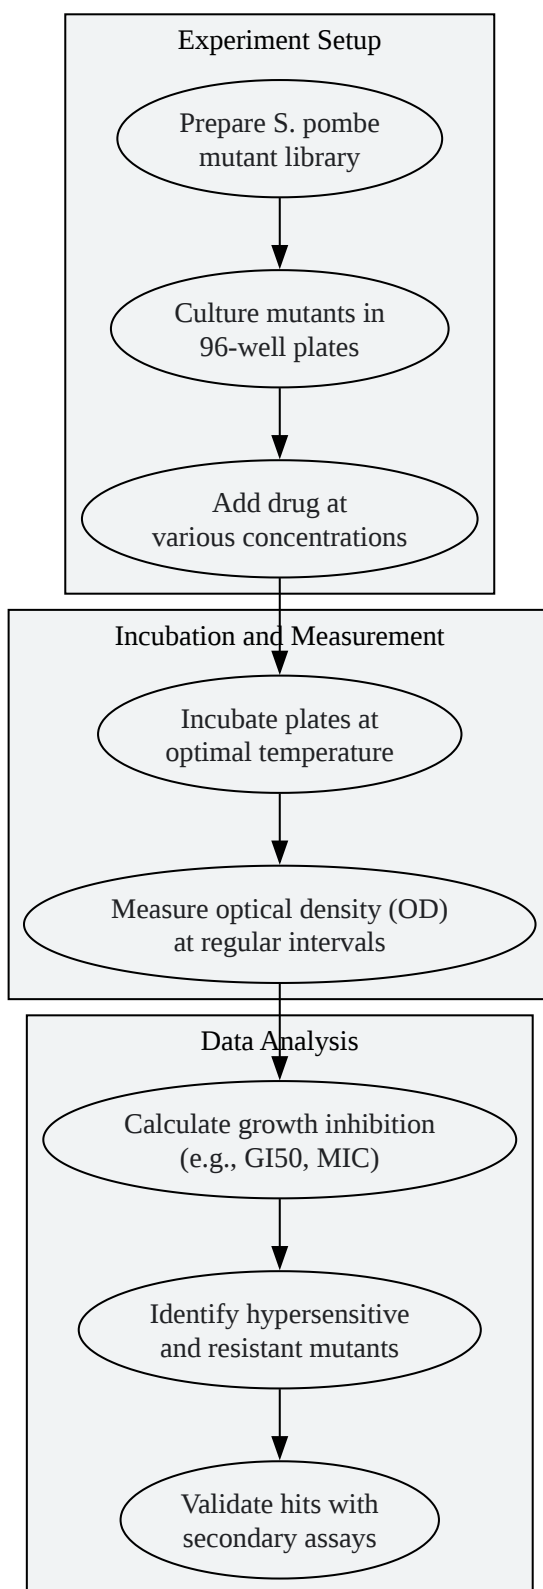 Experiment Setup
Prepare S. pombe
mutant library
Culture mutants in
96-well plates
Add drug at
various concentrations
Incubation and Measurement
Incubate plates at
optimal temperature
Measure optical density (OD)
at regular intervals
Data Analysis
Calculate growth inhibition
(e.g., GI50, MIC)
Identify hypersensitive
and resistant mutants
Validate hits with
secondary assays